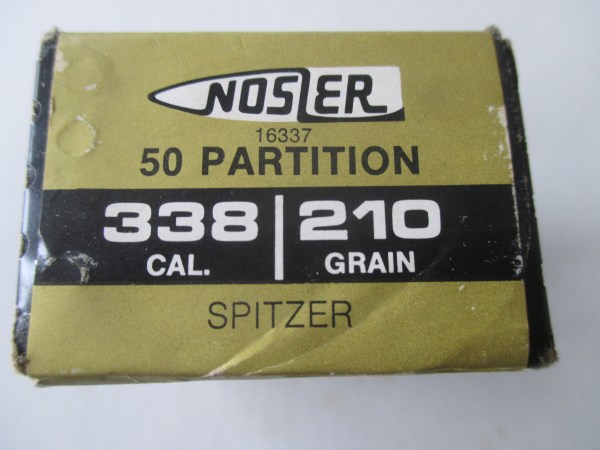 NOSLER
16337
50 PARTITION
338 | 210
CAL. GRAIN
SPITZER